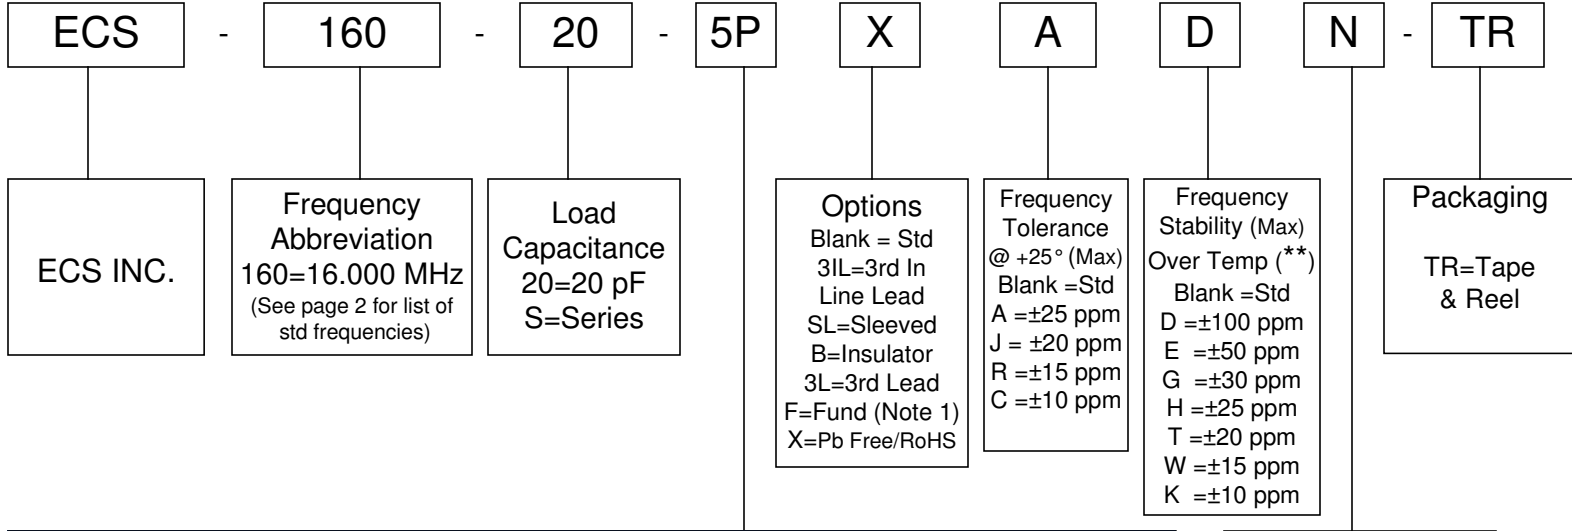 ECS - 160 - 20 - 5P X A D N - TR
ECS INC.
Frequency
Abbreviation
160=16.000 MHz
(See page 2 for list of
std frequencies)
Load
Capacitance
20=20 pF
S=Series
Options
Blank = Std
3IL=3rd In
Line Lead
SL=Sleeved
B=Insulator
3L=3rd Lead
F=Fund (Note 1)
X=Pb Free/RoHS
Frequency
Tolerance
@ +25° (Max)
Blank =Std
A =±25 ppm
J = ±20 ppm
R =±15 ppm
C =±10 ppm
Frequency
Stability (Max)
Over Temp (**)
Blank =Std
D =±100 ppm
E =±50 ppm
G =±30 ppm
H =±25 ppm
T =±20 ppm
W =±15 ppm
K =±10 ppm
Packaging
TR=Tape
& Reel